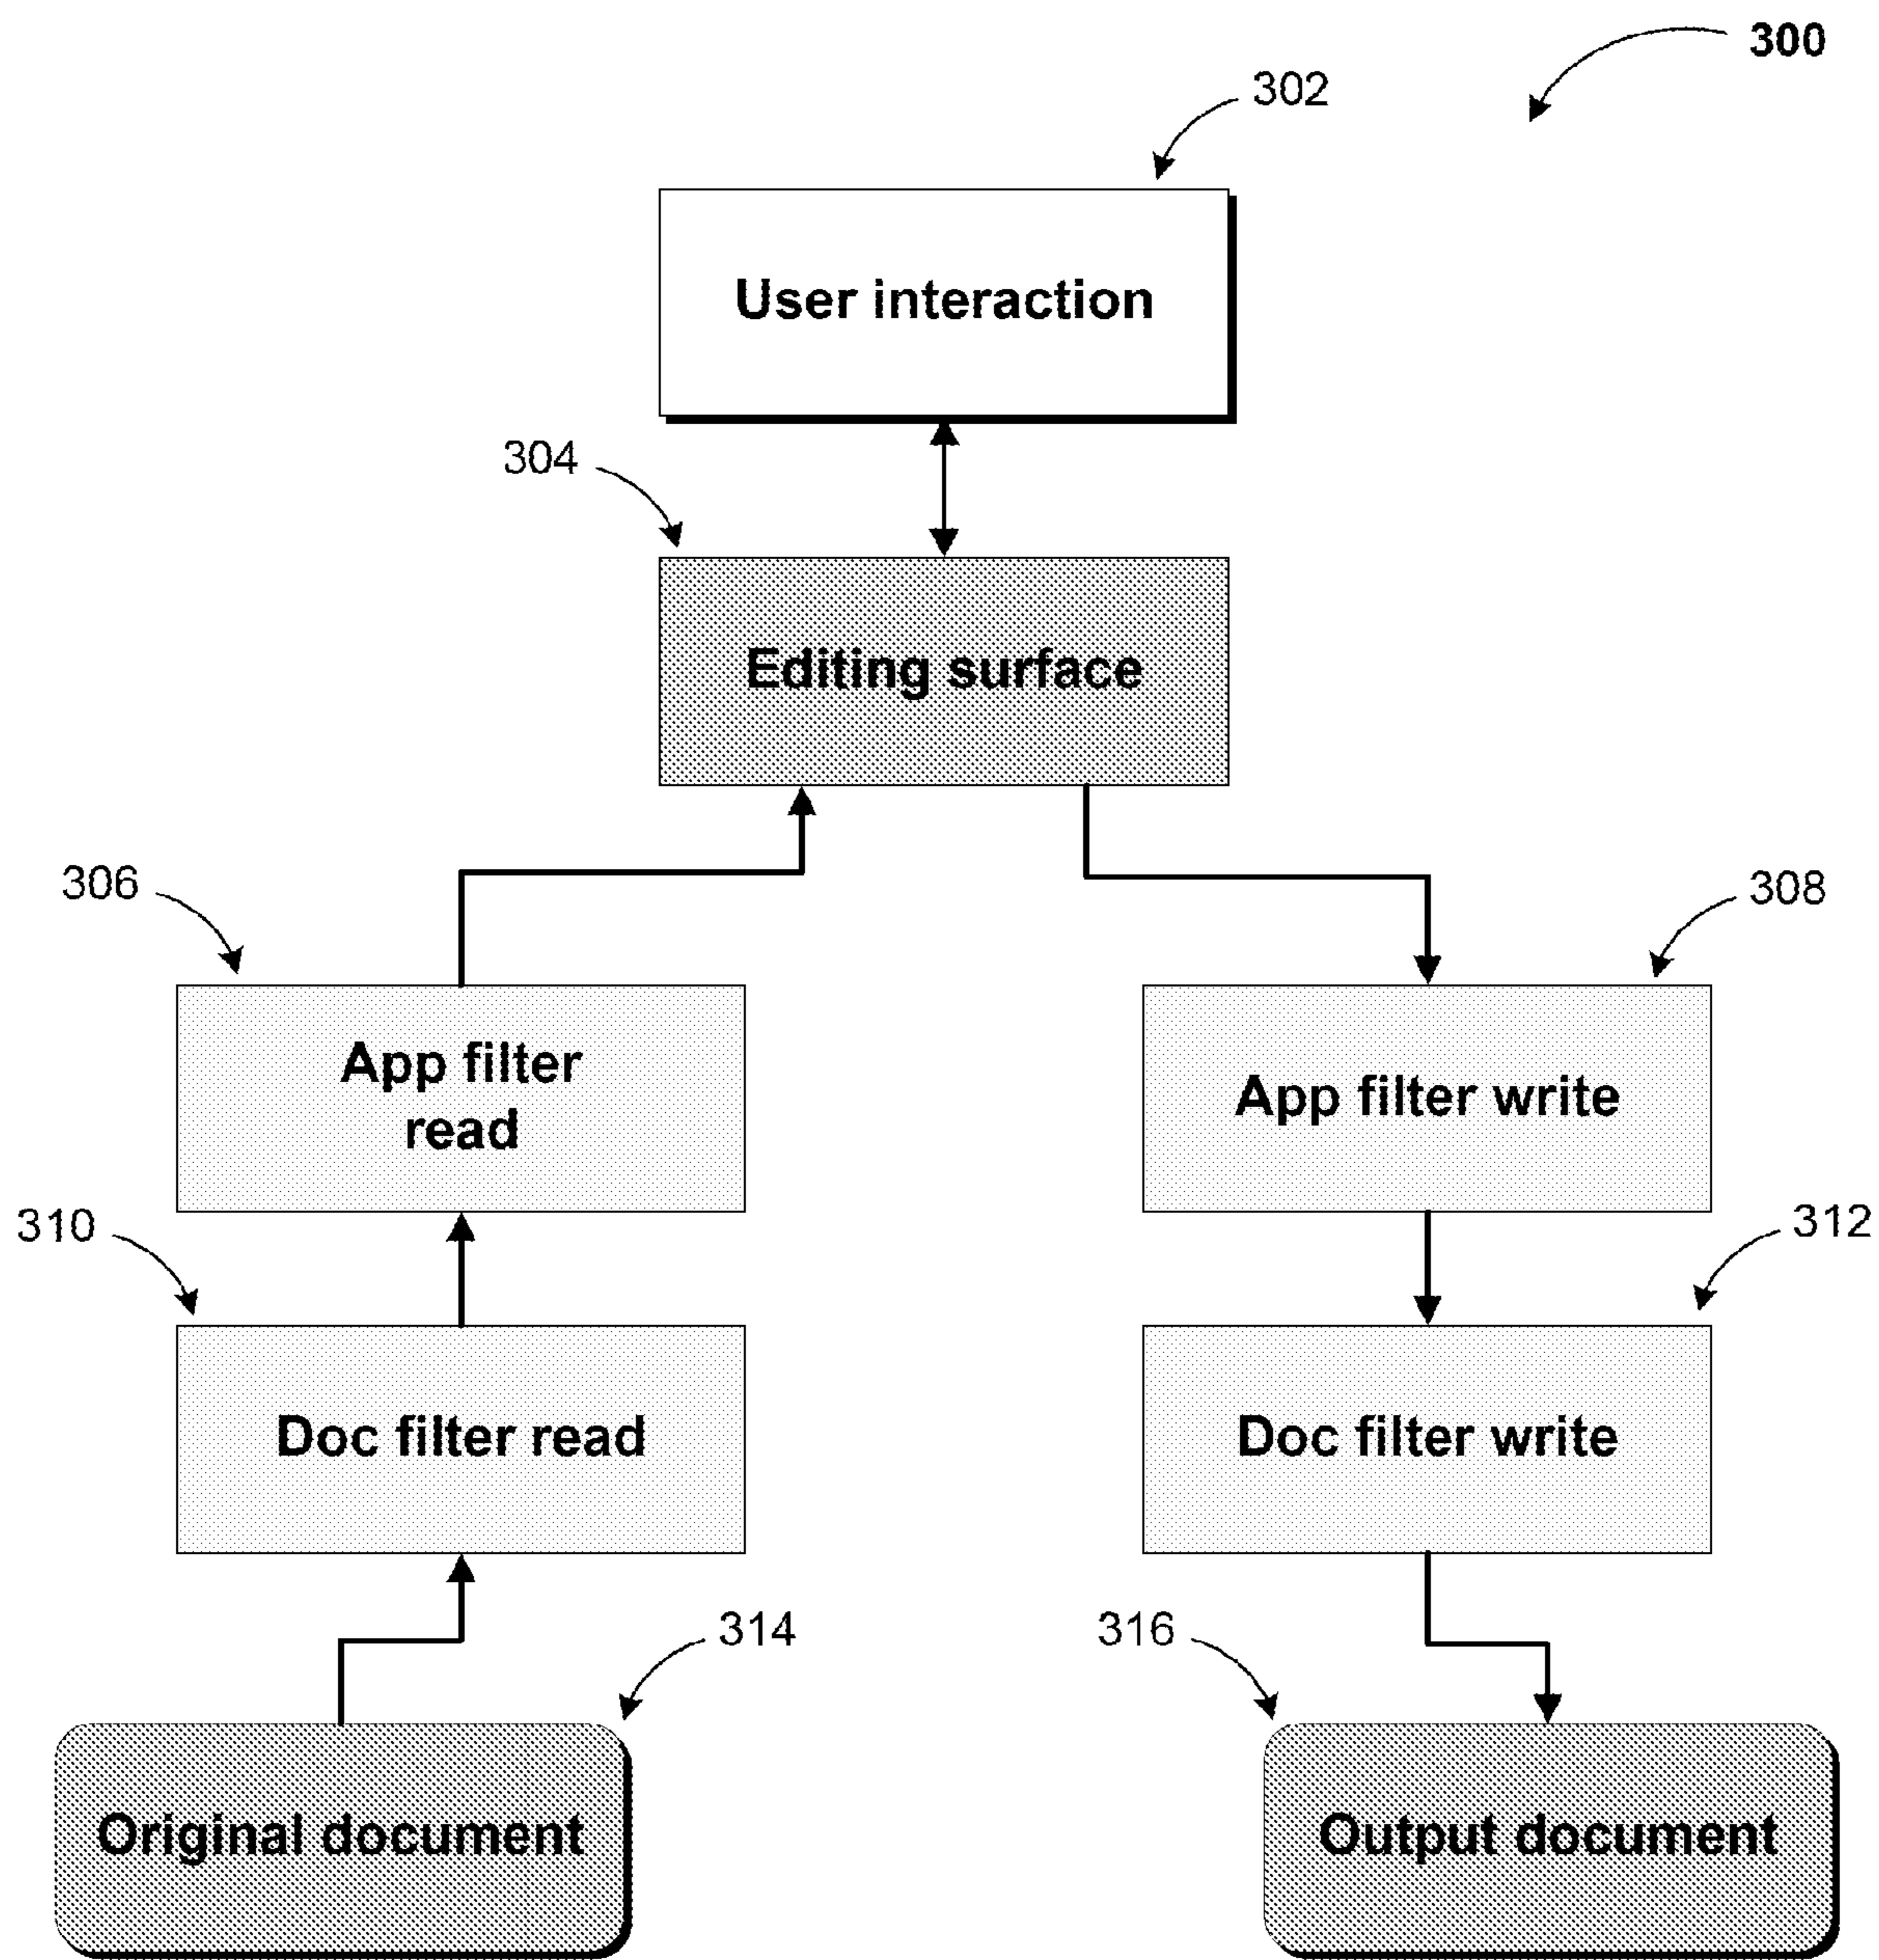 300
302
User interaction
304
Editing surface
306
308
App filter
read
App filter write
310
312
Doc filter read
Doc filter write
314
316
Original document
Output document